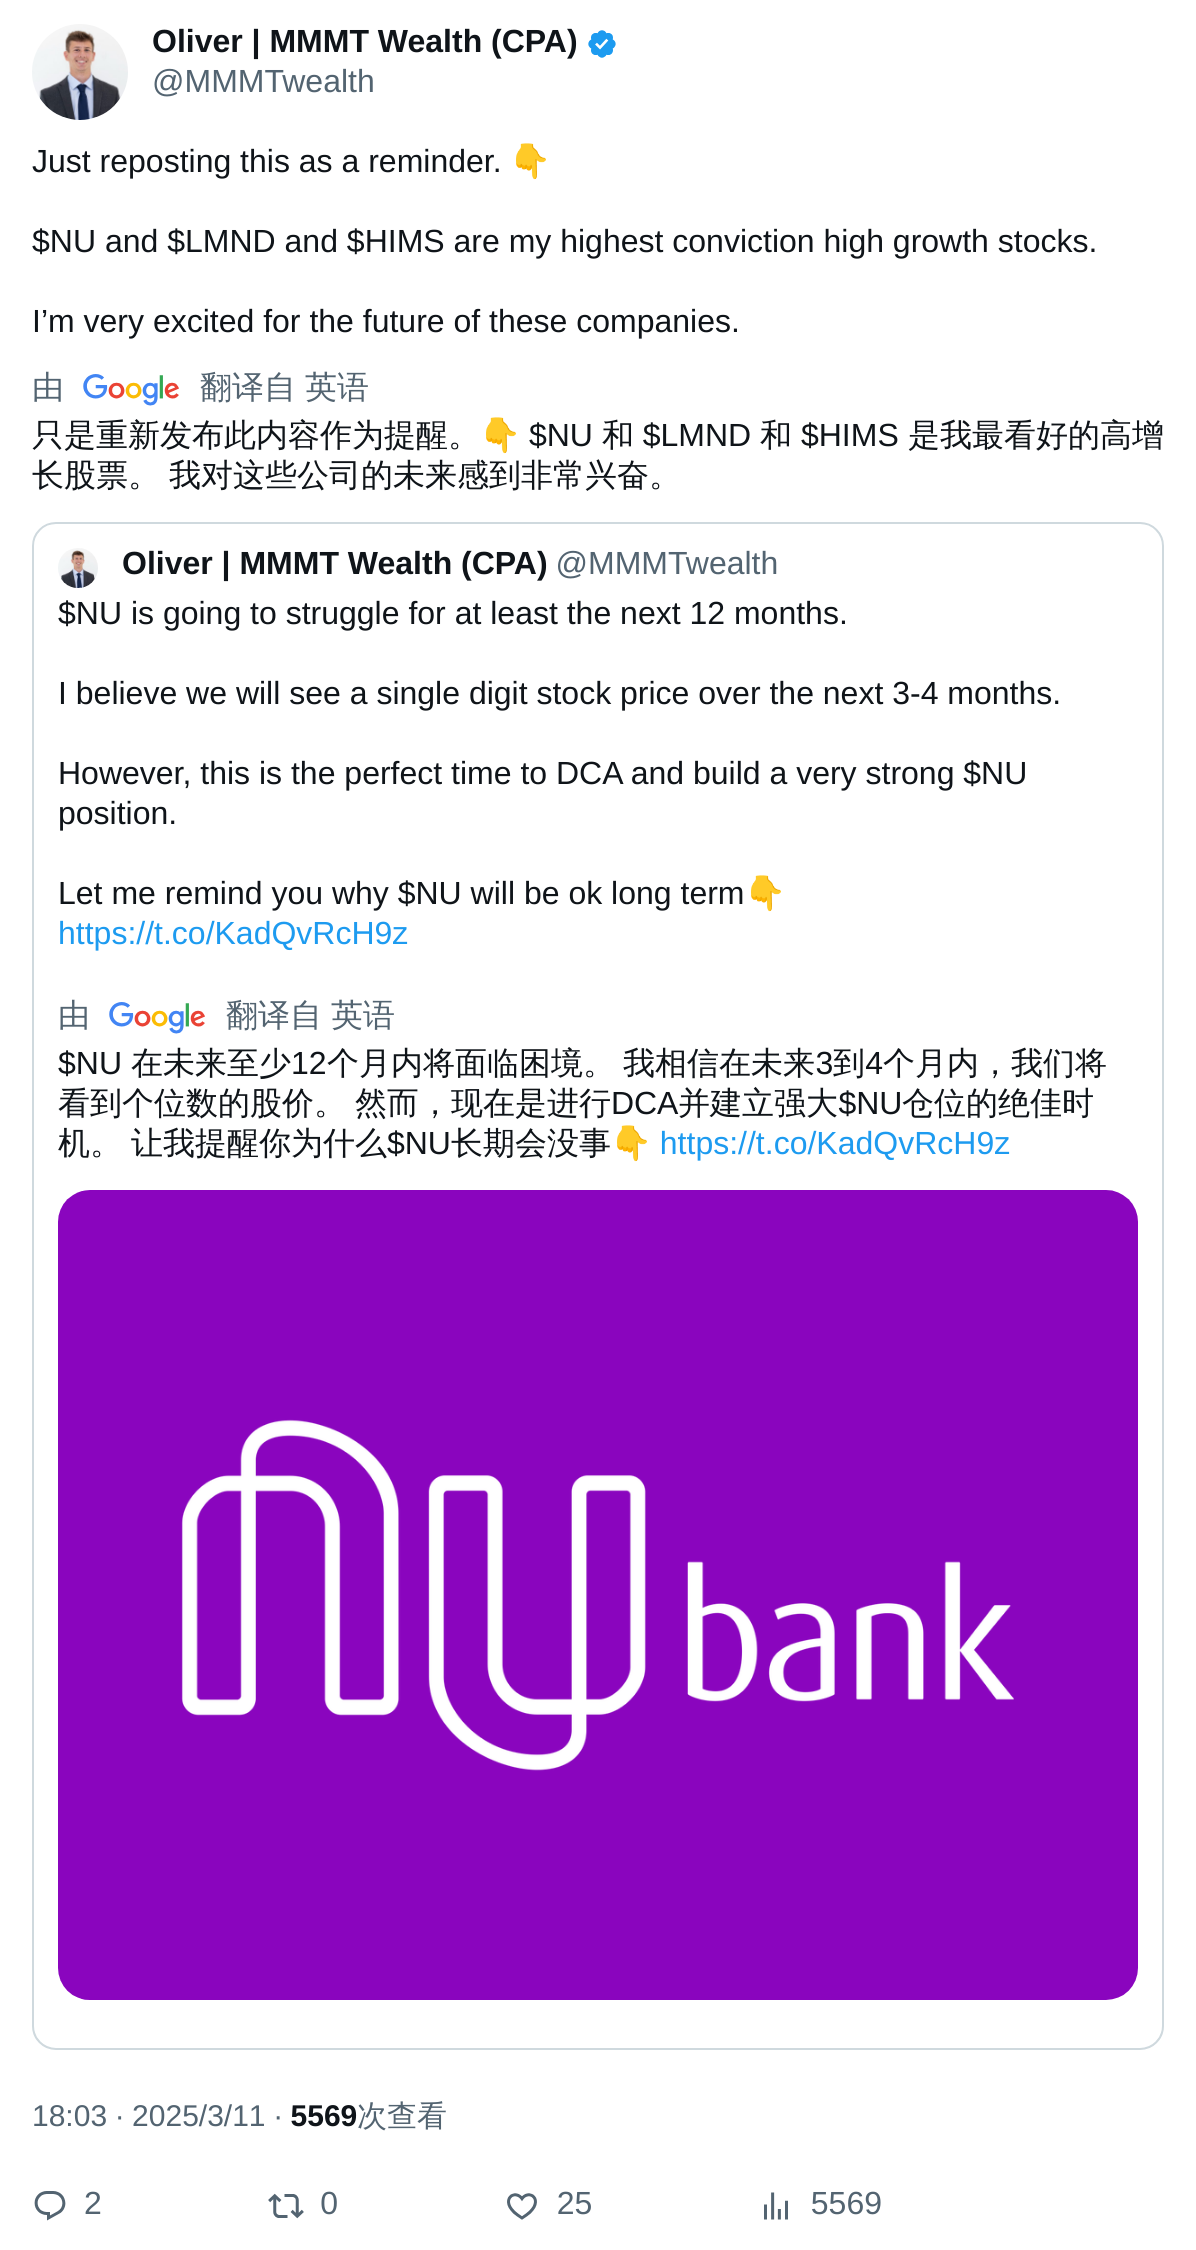 Oliver | MMMT Wealth (CPA)
@MMMTwealth
Just reposting this as a reminder. 👇
$NU and $LMND and $HIMS are my highest conviction high growth stocks.
I’m very excited for the future of these companies.
由 Google 翻译自 英语
只是重新发布此内容作为提醒。👇 $NU 和 $LMND 和 $HIMS 是我最看好的高增
长股票。 我对这些公司的未来感到非常兴奋。
Oliver | MMMT Wealth (CPA) @MMMTwealth
$NU is going to struggle for at least the next 12 months.
I believe we will see a single digit stock price over the next 3-4 months.
However, this is the perfect time to DCA and build a very strong $NU
position.
Let me remind you why $NU will be ok long term👇
https://t.co/KadQvRcH9z
由 Google 翻译自 英语
$NU 在未来至少12个月内将面临困境。 我相信在未来3到4个月内，我们将
看到个位数的股价。 然而，现在是进行DCA并建立强大$NU仓位的绝佳时
机。 让我提醒你为什么$NU长期会没事👇 https://t.co/KadQvRcH9z
nu bank
18:03 · 2025/3/11 · 5569次查看
2 0 25 5569